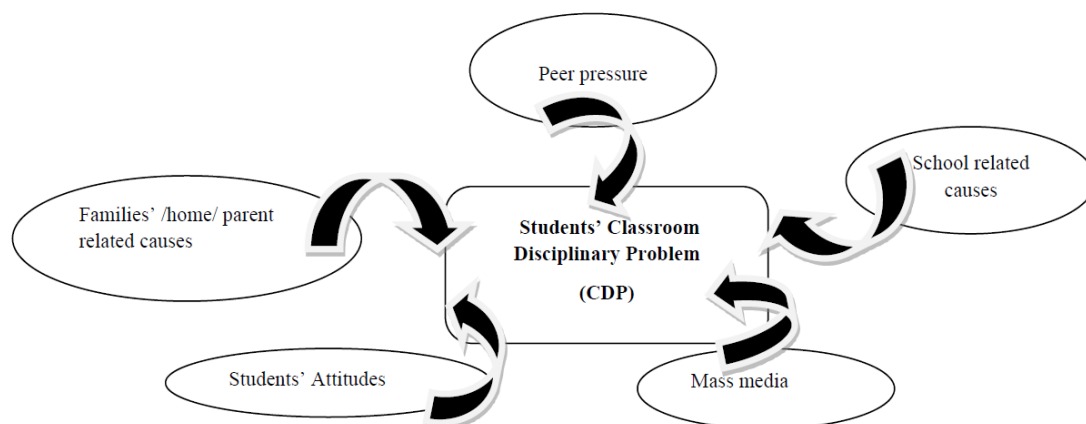 Peer pressure
School related
causes
Families' /home/ parent
related causes
Students' Classroom
Disciplinary Problem
(CDP)
Students' Attitudes
Mass media